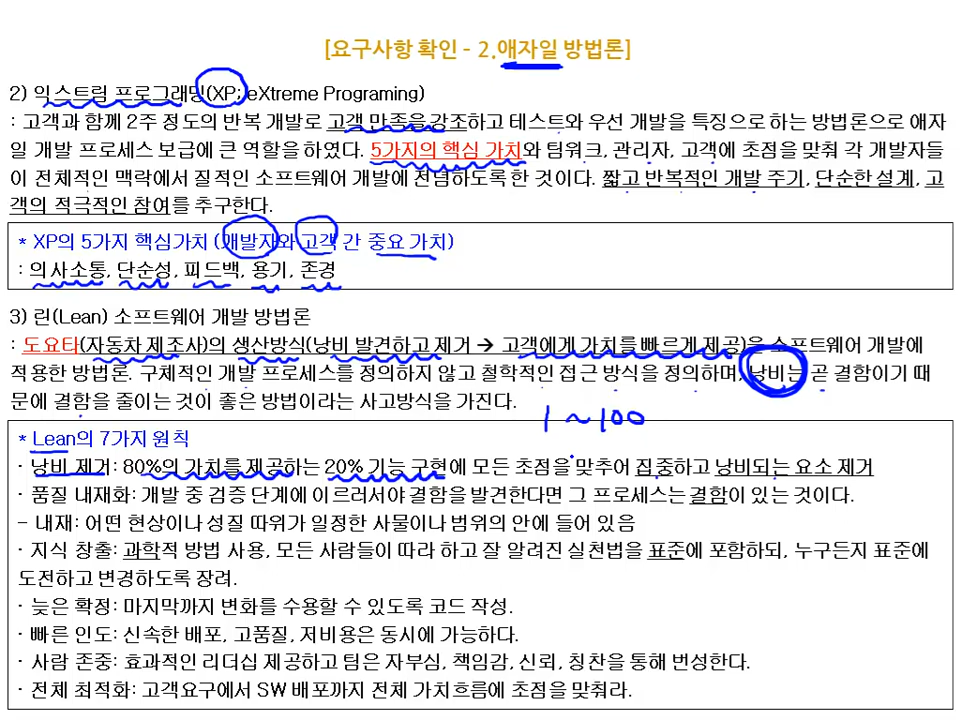 [요구사항 확인 - 2.애자일 방법론]
2) 익스트림 프로그래밍(XP; eXtreme Programing)
: 고객과 함께 2주 정도의 반복 개발로 고객 만족을 강조하고 테스트와 우선 개발을 특징으로 하는 방법론으로 애자
일 개발 프로세스 보급에 큰 역할을 하였다. 5가지의 핵심 가치와 팀워크, 관리자, 고객에 초점을 맞춰 각 개발자들
이 전체적인 맥락에서 질적인 소프트웨어 개발에 전념하도록 한 것이다. 짧고 반복적인 개발 주기, 단순한 설계, 고
객의 적극적인 참여를 추구한다.
* XP의 5가지 핵심가치 (개발자와 고객 간 중요 가치)
: 의사소통, 단순성, 피드백, 용기, 존경
3) 린(Lean) 소프트웨어 개발 방법론
: 도요타(자동차 제조사)의 생산방식(낭비 발견하고 제거 → 고객에게 가치를 빠르게 제공)을 소프트웨어 개발에
적용한 방법론. 구체적인 개발 프로세스를 정의하지 않고 철학적인 접근 방식을 정의하며, 낭비는 곧 결함이기 때
문에 결함을 줄이는 것이 좋은 방법이라는 사고방식을 가진다.
1 ~ 100
* Lean의 7가지 원칙
· 낭비 제거: 80%의 가치를 제공하는 20% 기능 구현에 모든 초점을 맞추어 집중하고 낭비되는 요소 제거
· 품질 내재화: 개발 중 검증 단계에 이르러서야 결함을 발견한다면 그 프로세스는 결함이 있는 것이다.
- 내재: 어떤 현상이나 성질 따위가 일정한 사물이나 범위의 안에 들어 있음
· 지식 창출: 과학적 방법 사용, 모든 사람들이 따라 하고 잘 알려진 실천법을 표준에 포함하되, 누구든지 표준에
도전하고 변경하도록 장려.
· 늦은 확정: 마지막까지 변화를 수용할 수 있도록 코드 작성.
· 빠른 인도: 신속한 배포, 고품질, 저비용은 동시에 가능하다.
· 사람 존중: 효과적인 리더십 제공하고 팀은 자부심, 책임감, 신뢰, 칭찬을 통해 번성한다.
· 전체 최적화: 고객요구에서 SW 배포까지 전체 가치흐름에 초점을 맞춰라.